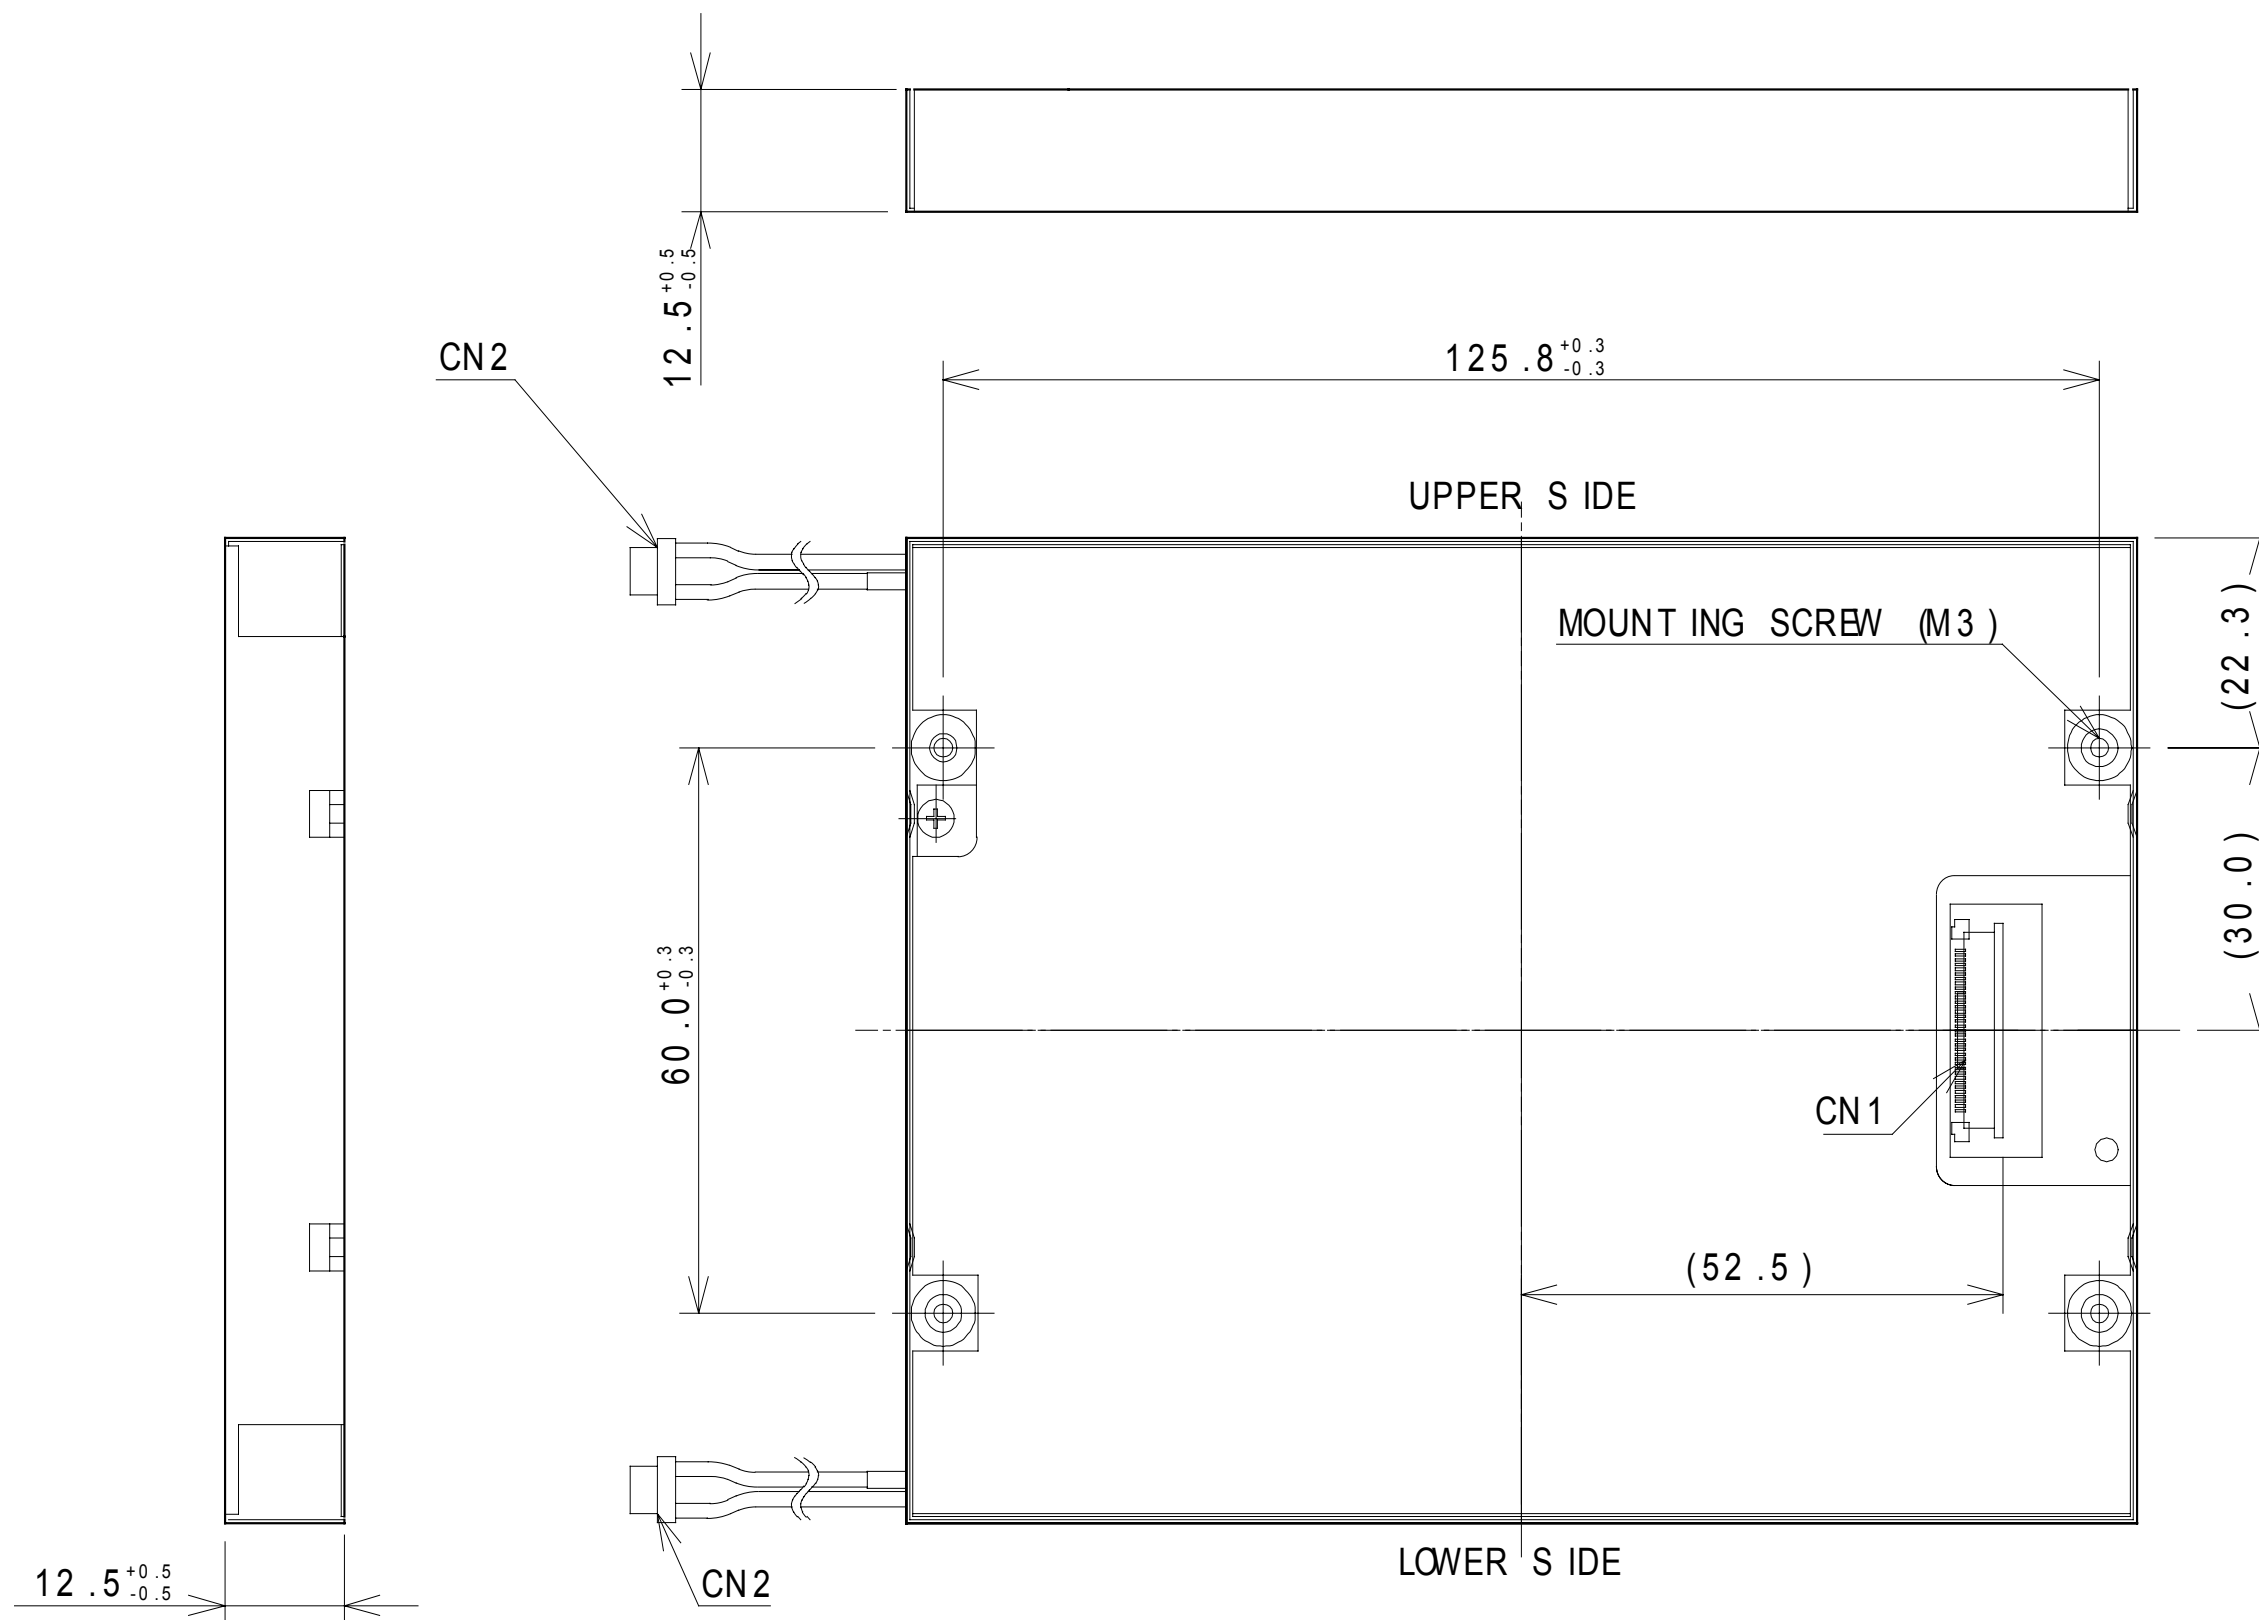 12.5 +0.5 -0.5
CN2
125.8 +0.3 -0.3
UPPER SIDE
MOUNTING SCREW (M3)
(22.3)
(30.0)
60.0 +0.3 -0.3
CN1
(52.5)
LOWER SIDE
12.5 +0.5 -0.5
CN2